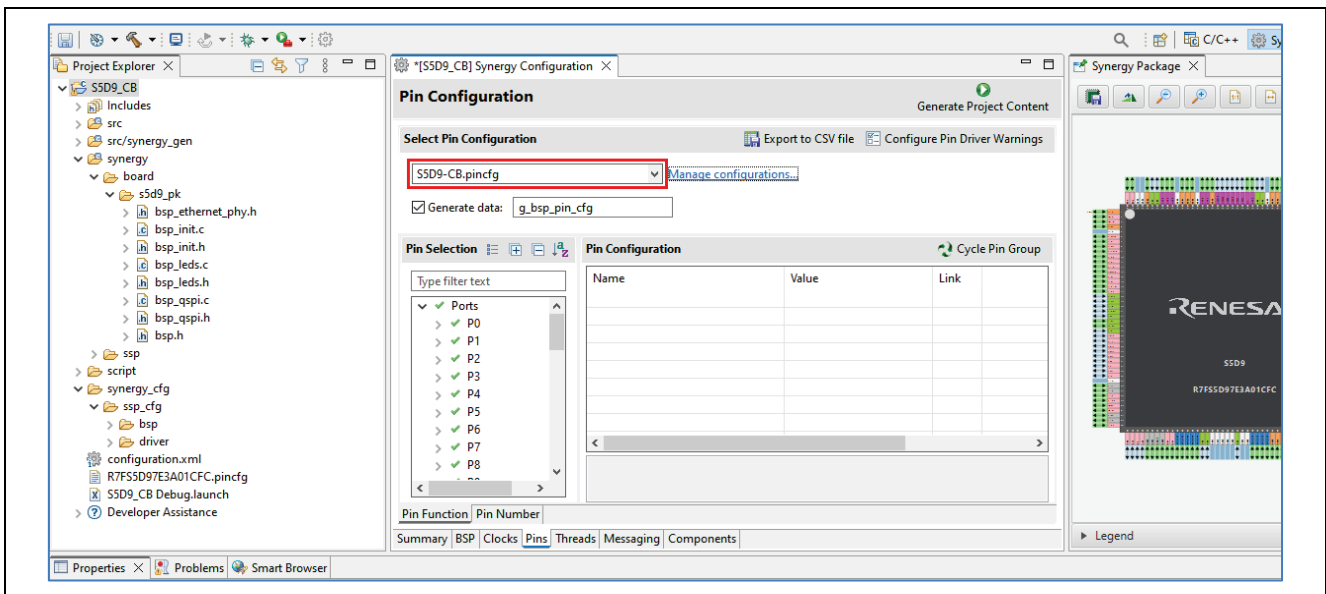 C/C++ Sy
Project Explorer
S5D9_CB
Includes
src
src/synergy_gen
synergy
board
s5d9_pk
bsp_ethernet_phy.h
bsp_init.c
bsp_init.h
bsp_leds.c
bsp_leds.h
bsp_qspi.c
bsp_qspi.h
bsp.h
ssp
script
synergy_cfg
ssp_cfg
bsp
driver
configuration.xml
R7FS5D97E3A01CFC.pincfg
S5D9_CB Debug.launch
Developer Assistance
*[S5D9_CB] Synergy Configuration
Pin Configuration
Generate Project Content
Select Pin Configuration Export to CSV file Configure Pin Driver Warnings
S5D9-CB.pincfg Manage configurations...
Generate data: g_bsp_pin_cfg
Pin Selection
Type filter text
Ports
P0
P1
P2
P3
P4
P5
P6
P7
P8
Pin Configuration Cycle Pin Group
Name Value Link
Pin Function Pin Number
Summary BSP Clocks Pins Threads Messaging Components
Synergy Package
RENESA
S5D9
R7FS5D97E3A01CFC
Legend
Properties Problems Smart Browser